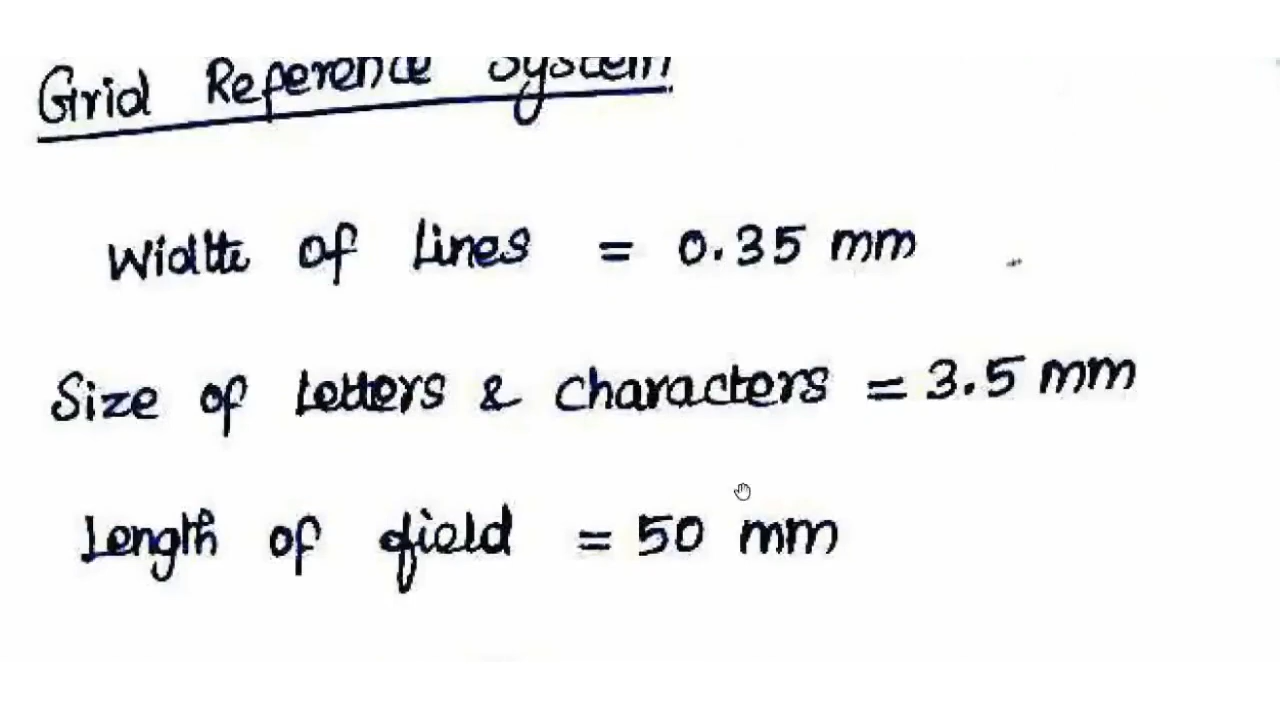 Grid Reference System
Width of Lines = 0.35 mm
Size of Letters & characters = 3.5 mm
Length of field = 50 mm